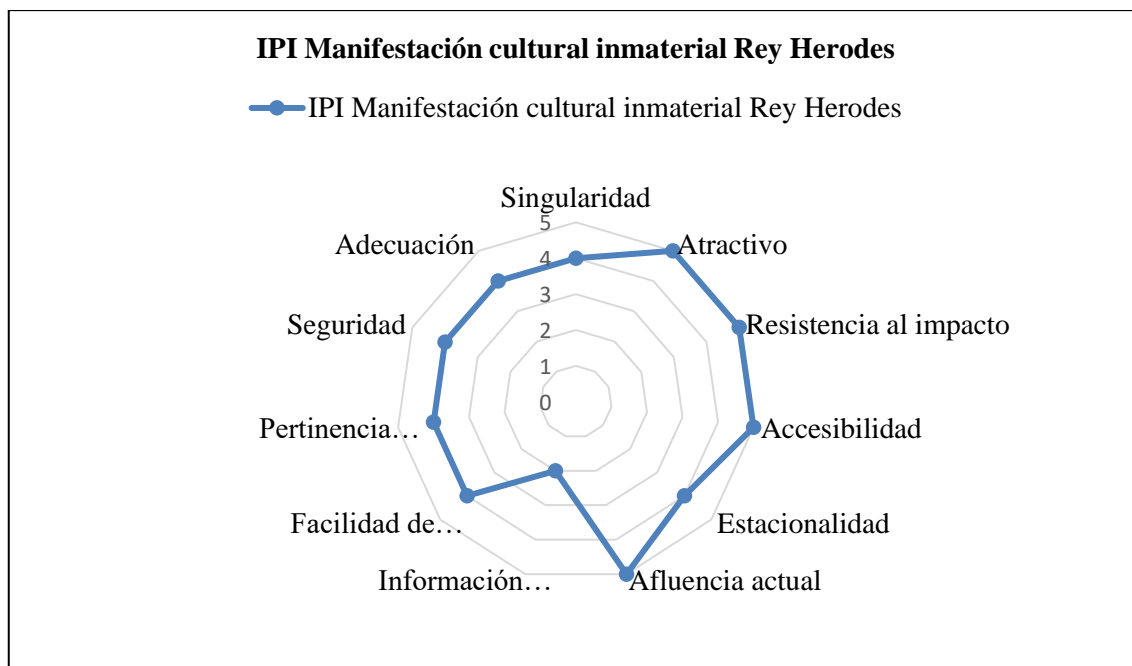 IPI Manifestación cultural inmaterial Rey Herodes
IPI Manifestación cultural inmaterial Rey Herodes
Singularidad
Atractivo
Resistencia al impacto
Accesibilidad
Estacionalidad
Afluencia actual
Información…
Facilidad de…
Pertinencia…
Seguridad
Adecuación
5
4
3
2
1
0